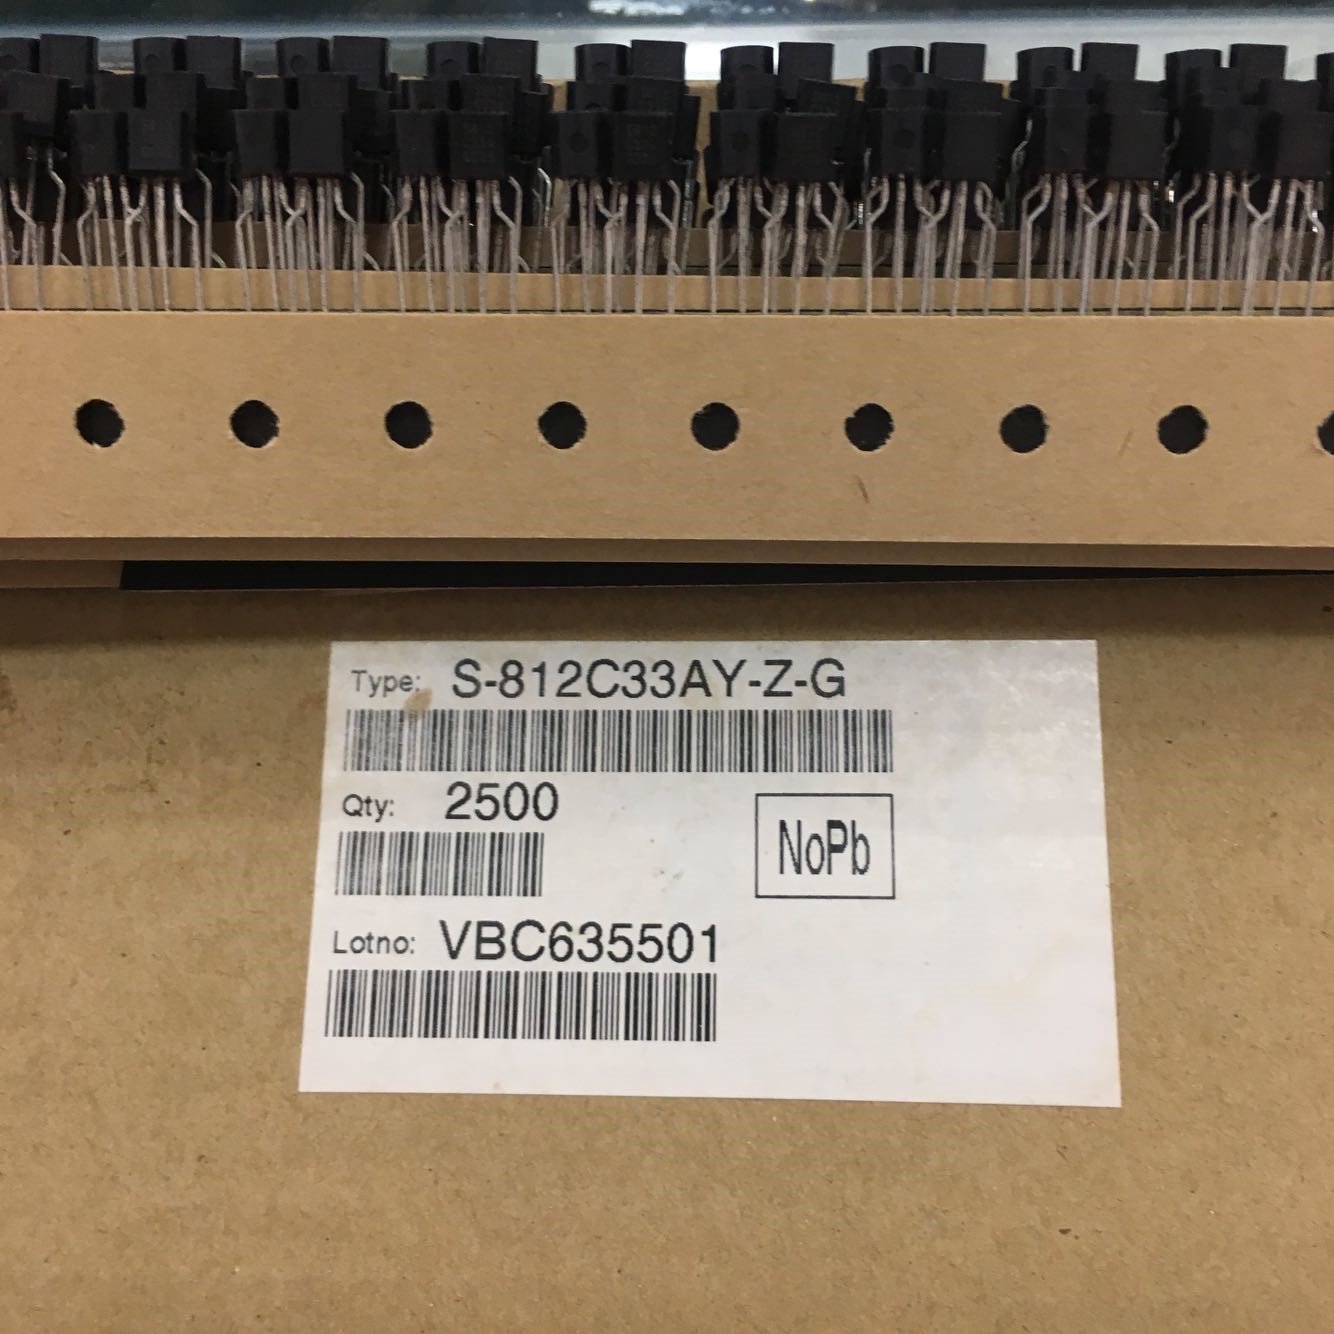 Type: S-812C33AY-Z-G
Qty: 2500
NoPb
Lotno: VBC635501